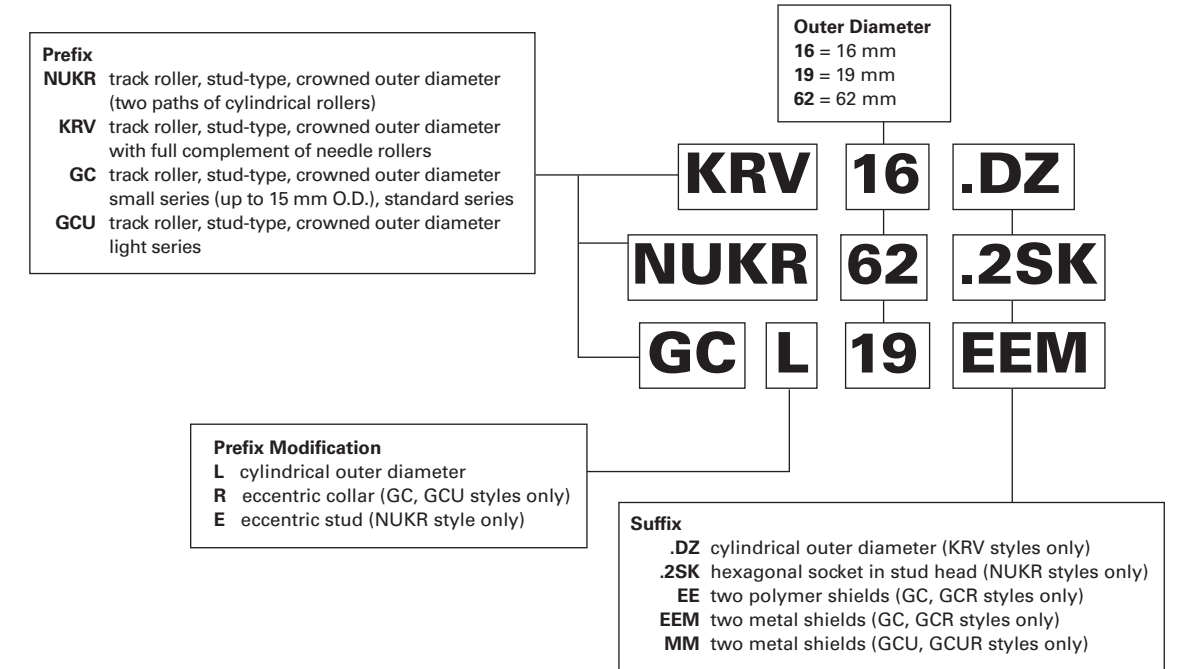 Outer Diameter
16 = 16 mm
19 = 19 mm
62 = 62 mm
Prefix
NUKR track roller, stud-type, crowned outer diameter
(two paths of cylindrical rollers)
KRV track roller, stud-type, crowned outer diameter
with full complement of needle rollers
GC track roller, stud-type, crowned outer diameter
small series (up to 15 mm O.D.), standard series
GCU track roller, stud-type, crowned outer diameter
light series
KRV 16 .DZ
NUKR 62 .2SK
GC L 19 EEM
Prefix Modification
L cylindrical outer diameter
R eccentric collar (GC, GCU styles only)
E eccentric stud (NUKR style only)
Suffix
.DZ cylindrical outer diameter (KRV styles only)
.2SK hexagonal socket in stud head (NUKR styles only)
EE two polymer shields (GC, GCR styles only)
EEM two metal shields (GC, GCR styles only)
MM two metal shields (GCU, GCUR styles only)